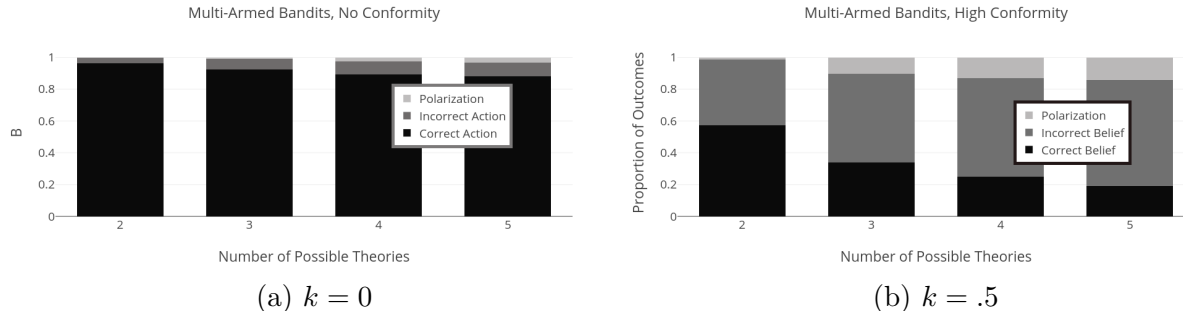 Multi-Armed Bandits, No Conformity
B
1
0.8
0.6
0.4
0.2
0
Polarization
Incorrect Action
Correct Action
2 3 4 5
Number of Possible Theories
(a) k = 0
Multi-Armed Bandits, High Conformity
Proportion of Outcomes
1
0.8
0.6
0.4
0.2
0
Polarization
Incorrect Belief
Correct Belief
2 3 4 5
Number of Possible Theories
(b) k = .5